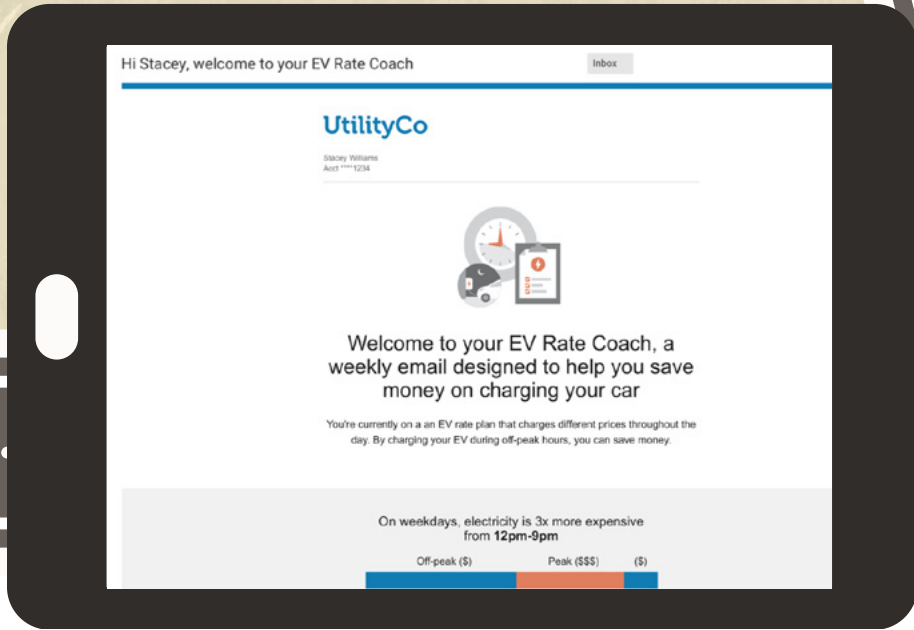 Hi Stacey, welcome to your EV Rate Coach
Inbox
UtilityCo
Stacey Williams
Acct ****1234
Welcome to your EV Rate Coach, a
weekly email designed to help you save
money on charging your car
You're currently on a an EV rate plan that charges different prices throughout the
day. By charging your EV during off-peak hours, you can save money.
On weekdays, electricity is 3x more expensive
from 12pm-9pm
Off-peak ($) Peak ($$$) ($)